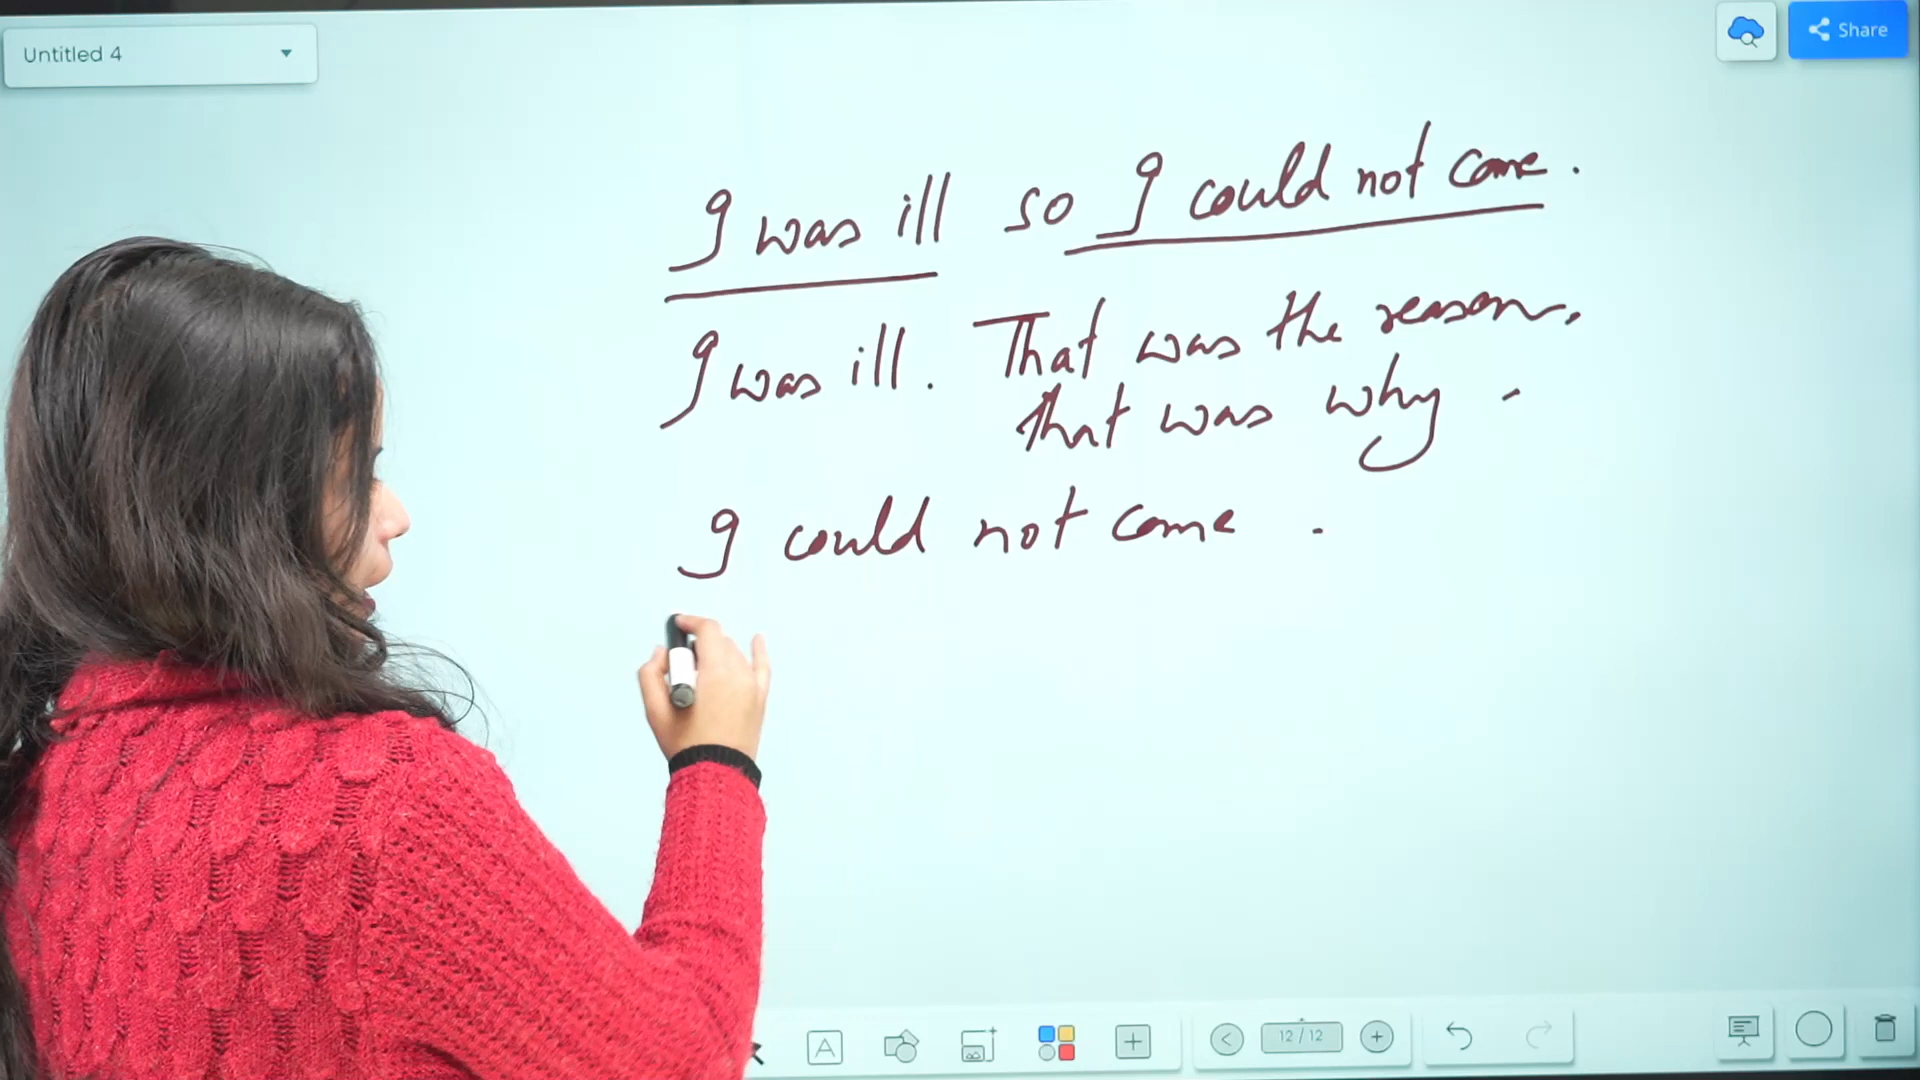 Untitled 4
Share
I was ill so I could not come.
I was ill. That was the reason,
that was why.
I could not come.
A
12/12